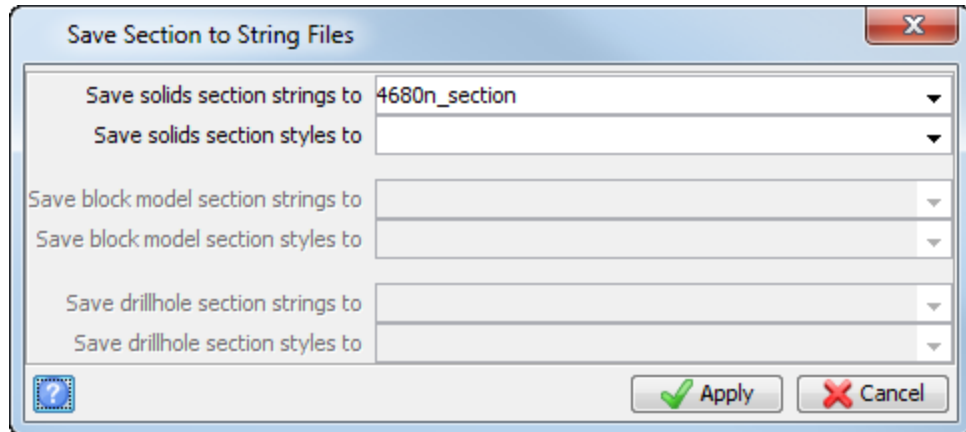 Save Section to String Files
Save solids section strings to 4680n_section
Save solids section styles to
Save block model section strings to
Save block model section styles to
Save drillhole section strings to
Save drillhole section styles to
? Apply Cancel